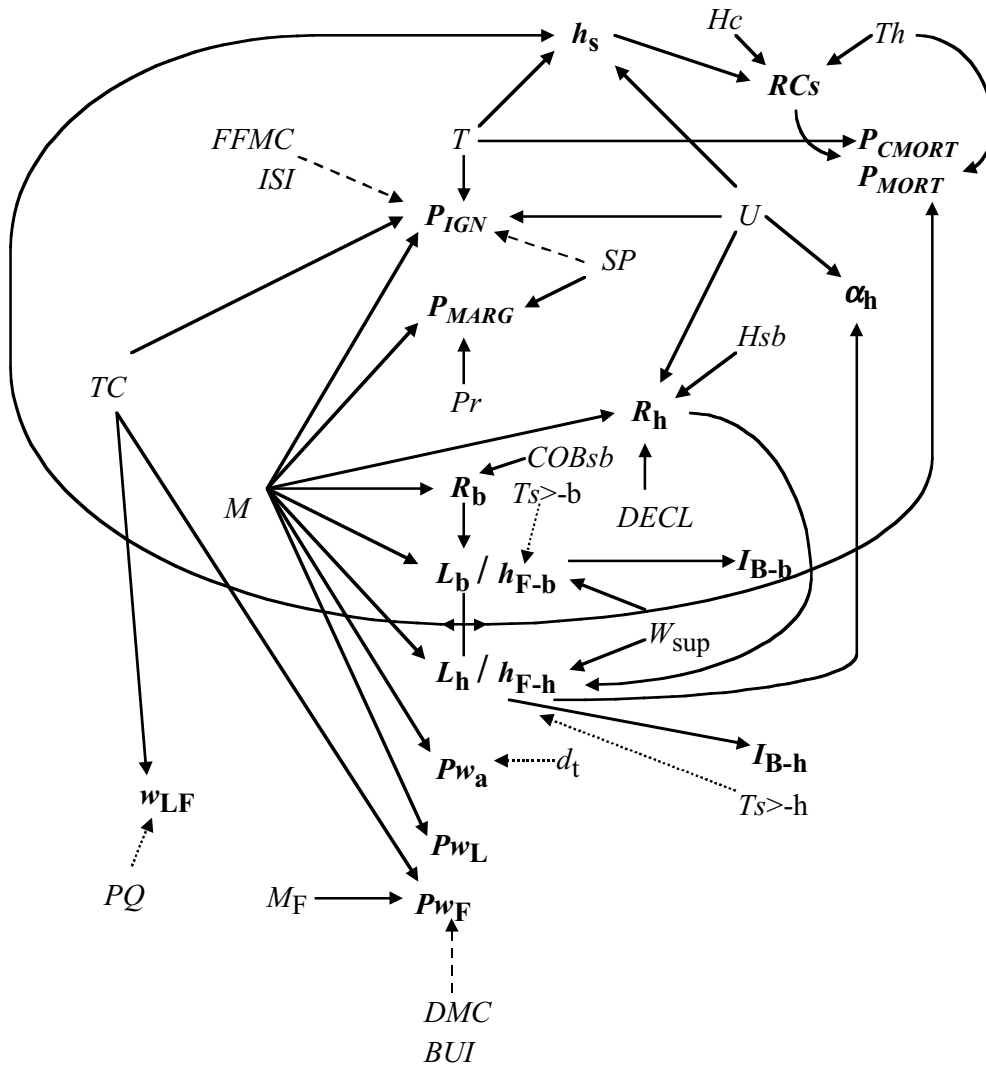 hs Hc Th
RCs
FFMC T PCMORT
ISI PMORT
PIGN U
SP
αh
PMARG
Hsb
TC Pr Rh
COBsb
M Rb Ts>-b DECL
Lb / hF-b IB-b
Wsup
Lh / hF-h
Pwa dt IB-h
wLF Ts>-h
PwL
PQ MF PwF
DMC
BUI